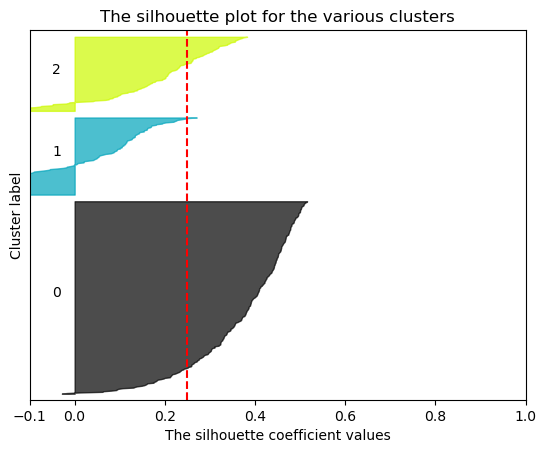 The silhouette plot for the various clusters
2
1
0
Cluster label
−0.1 0.0 0.2 0.4 0.6 0.8 1.0
The silhouette coefficient values